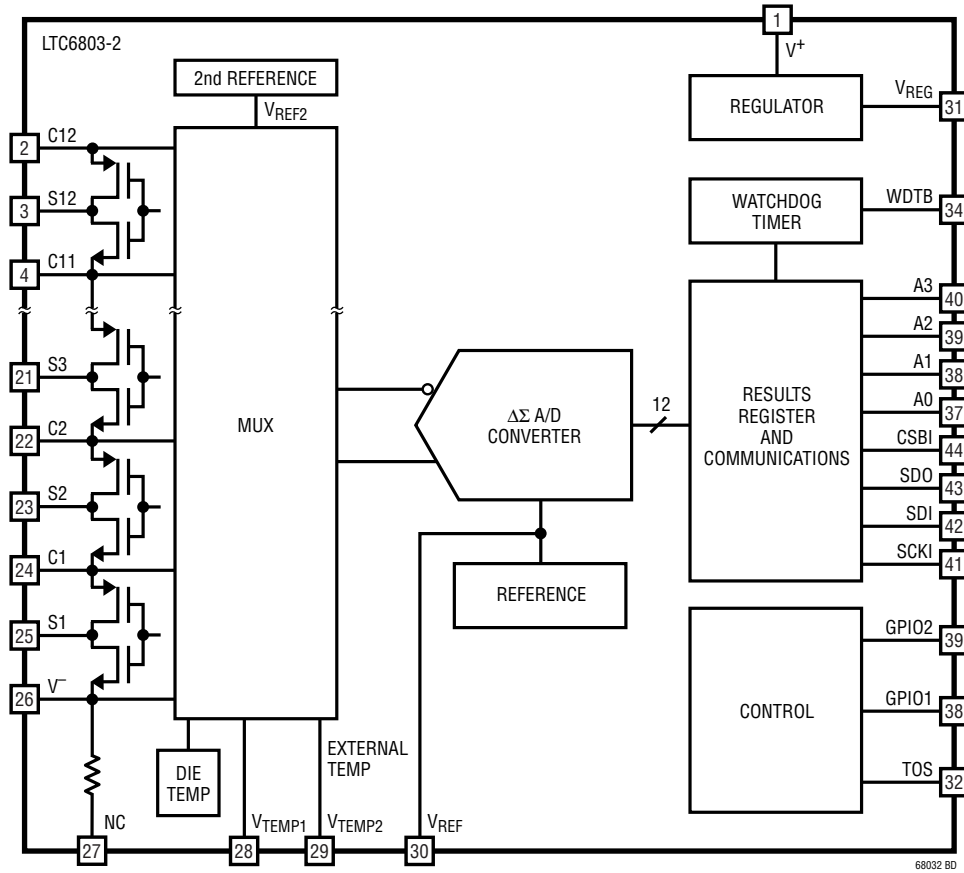 LTC6803-2
1
V+
2nd REFERENCE
VREF2
REGULATOR
VREG
31
2
C12
3
S12
4
C11
WATCHDOG
TIMER
WDTB
34
21
S3
22
C2
23
S2
24
C1
25
S1
26
V–
MUX
ΔΣ A/D
CONVERTER
12
REFERENCE
RESULTS
REGISTER
AND
COMMUNICATIONS
A3
40
A2
39
A1
38
A0
37
CSBI
44
SDO
43
SDI
42
SCKI
41
CONTROL
GPIO2
39
GPIO1
38
TOS
32
DIE
TEMP
EXTERNAL
TEMP
NC
27
VTEMP1
28
VTEMP2
29
VREF
30
68032 BD